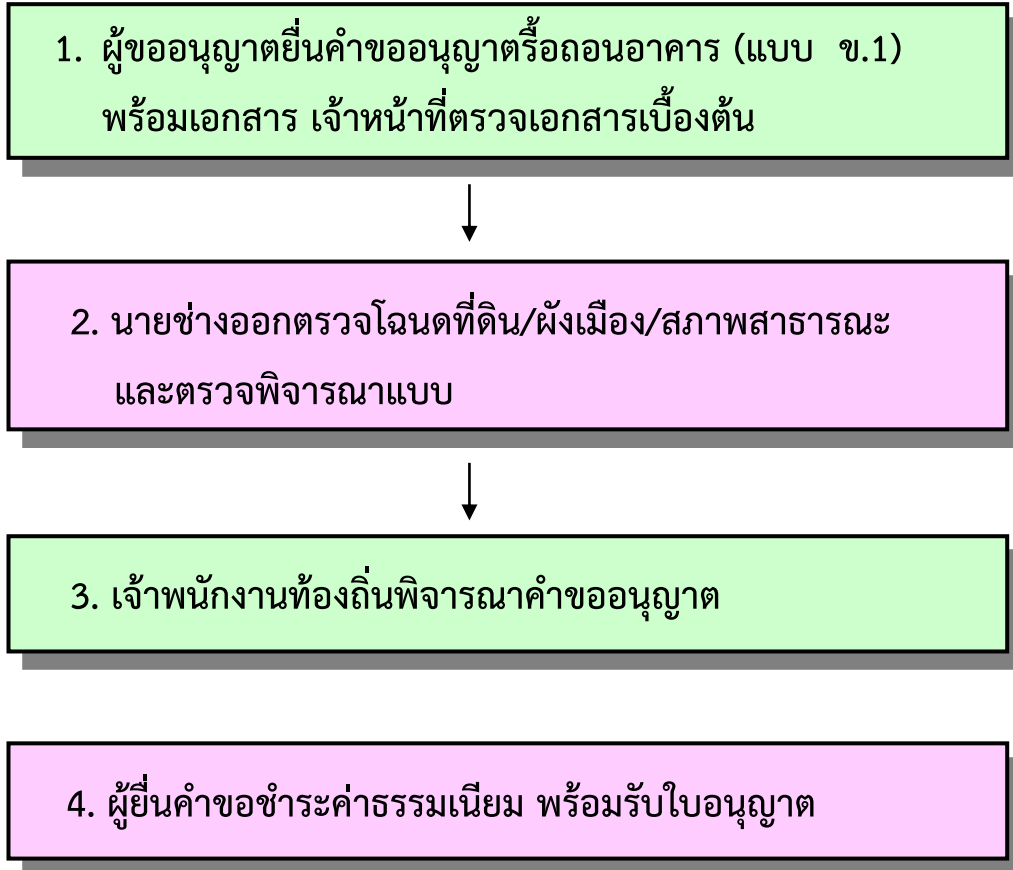 1. ผู้ขออนุญาตยื่นคำขออนุญาตรื้อถอนอาคาร (แบบ ข.1)
พร้อมเอกสาร เจ้าหน้าที่ตรวจเอกสารเบื้องต้น
2. นายช่างออกตรวจโฉนดที่ดิน/ผังเมือง/สภาพสาธารณะ
และตรวจพิจารณาแบบ
3. เจ้าพนักงานท้องถิ่นพิจารณาคำขออนุญาต
4. ผู้ยื่นคำขอชำระค่าธรรมเนียม พร้อมรับใบอนุญาต